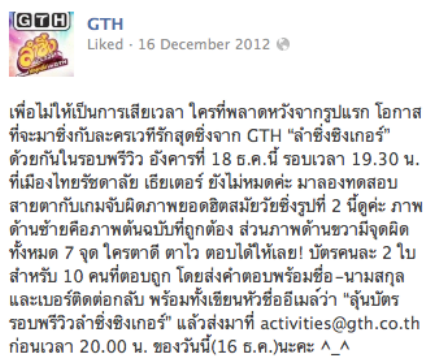 GTH
GTH
Liked · 16 December 2012
ลำซิ่ง
เพื่อไม่ให้เป็นการเสียเวลา ใครที่พลาดหวังจากรูปแรก โอกาส
ที่จะมาซิ่งกับละครเวทีรักสุดซิ่งจาก GTH “ลำซิ่งซิงเกอร์”
ด้วยกันในรอบพรีวิว อังคารที่ 18 ธ.ค.นี้ รอบเวลา 19.30 น.
ที่เมืองไทยรัชดาลัย เธียเตอร์ ยังไม่หมดค่ะ มาลองทดสอบ
สายตากับเกมจับผิดภาพยอดฮิตสมัยวัยซิ่งรูปที่ 2 นี้ดูค่ะ ภาพ
ด้านซ้ายคือภาพต้นฉบับที่ถูกต้อง ส่วนภาพด้านขวามีจุดผิด
ทั้งหมด 7 จุด ใครตาดี ตาไว ตอบได้ให้เลย! บัตรคนละ 2 ใบ
สำหรับ 10 คนที่ตอบถูก โดยส่งคำตอบพร้อมชื่อ-นามสกุล
และเบอร์ติดต่อกลับ พร้อมทั้งเขียนหัวข้ออีเมล์ว่า “ลุ้นบัตร
รอบพรีวิวลำซิ่งซิงเกอร์” แล้วส่งมาที่ activities@gth.co.th
ก่อนเวลา 20.00 น. ของวันนี้(16 ธ.ค.)นะคะ ^_^